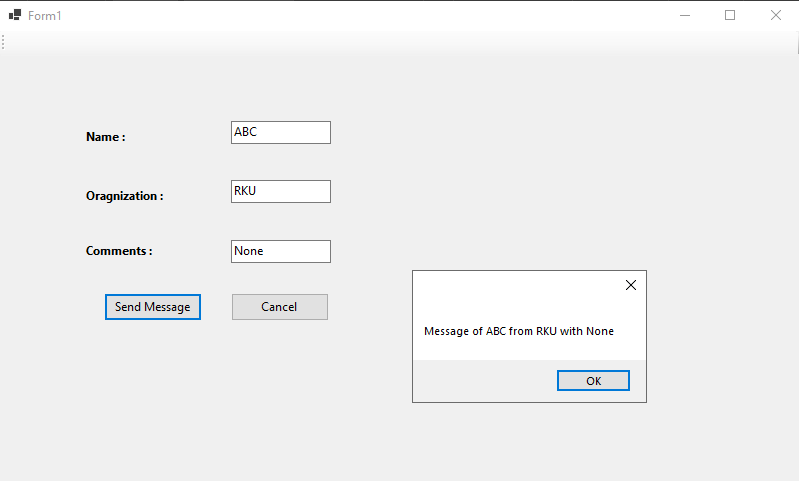 Form1
Name :
ABC
Oragnization :
RKU
Comments :
None
Send Message
Cancel
Message of ABC from RKU with None
OK